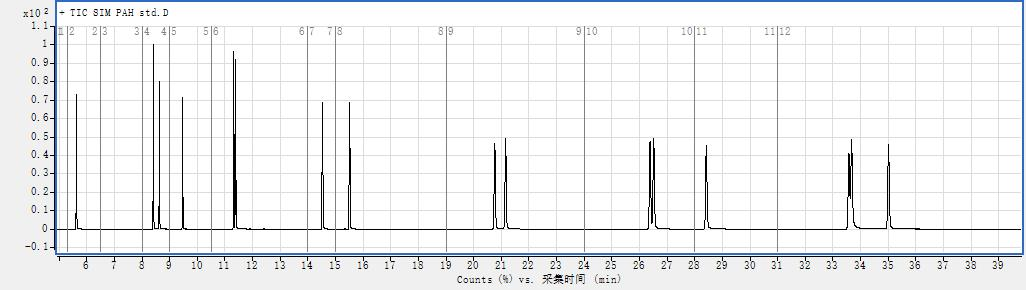 + TIC SIM PAH std.D
x10 2
1 2 2 3 3 4 4 5 5 6 6 7 7 8 8 9 9 10 10 11 11 12
1.1
1
0.9
0.8
0.7
0.6
0.5
0.4
0.3
0.2
0.1
0
-0.1
6 7 8 9 10 11 12 13 14 15 16 17 18 19 20 21 22 23 24 25 26 27 28 29 30 31 32 33 34 35 36 37 38 39
Counts (%) vs. 采集时间 (min)